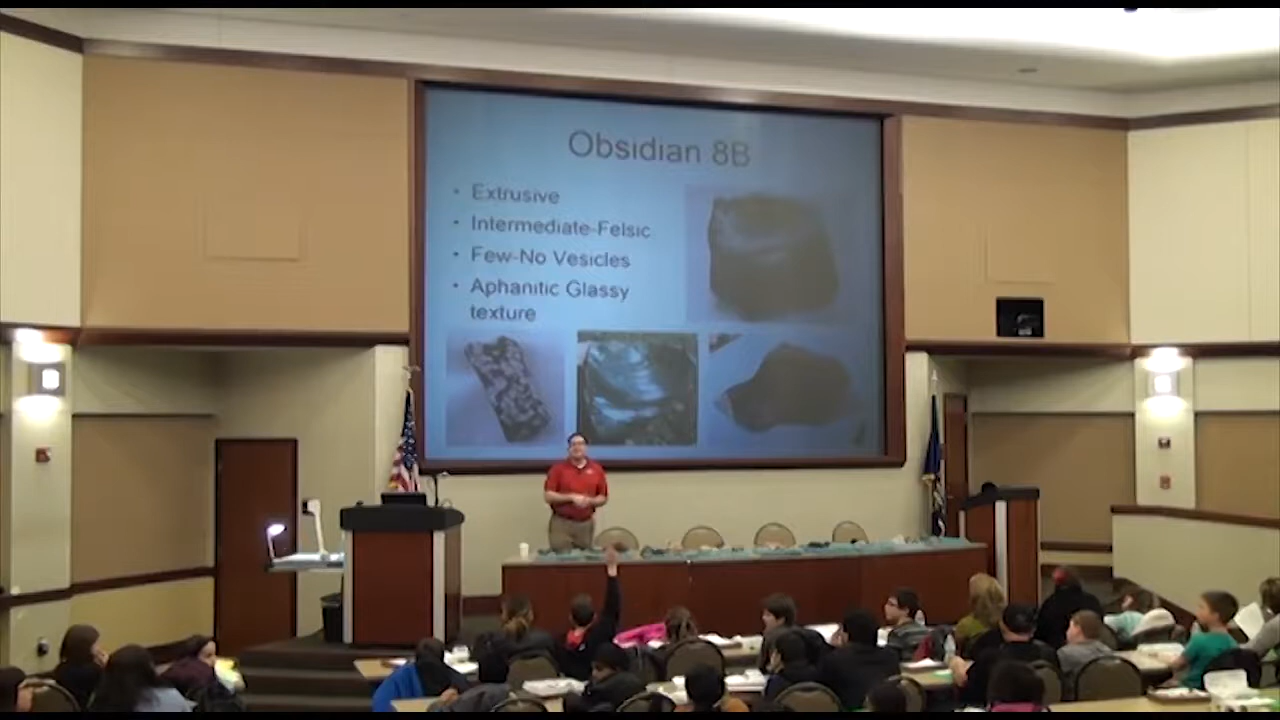 Obsidian 8B
• Extrusive
• Intermediate-Felsic
• Few-No Vesicles
• Aphanitic Glassy
texture